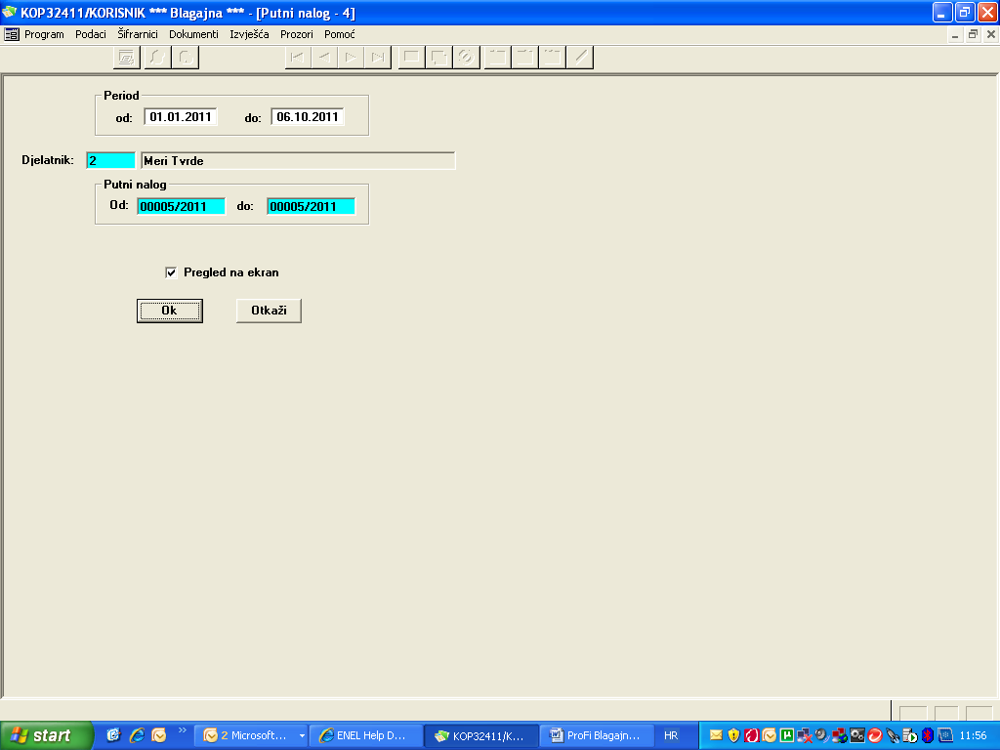 KOP32411/KORISNIK *** Blagajna *** - [Putni nalog - 4]
Program Podaci Šifrarnici Dokumenti Izvješća Prozori Pomoć
Period
od: 01.01.2011 do: 06.10.2011
Djelatnik: 2 Meri Tvrde
Putni nalog
Od: 00005/2011 do: 00005/2011
Pregled na ekran
Ok Otkaži
start 2 Microsoft... ENEL Help D... KOP32411/K... ProFi Blagajn... HR 11:56